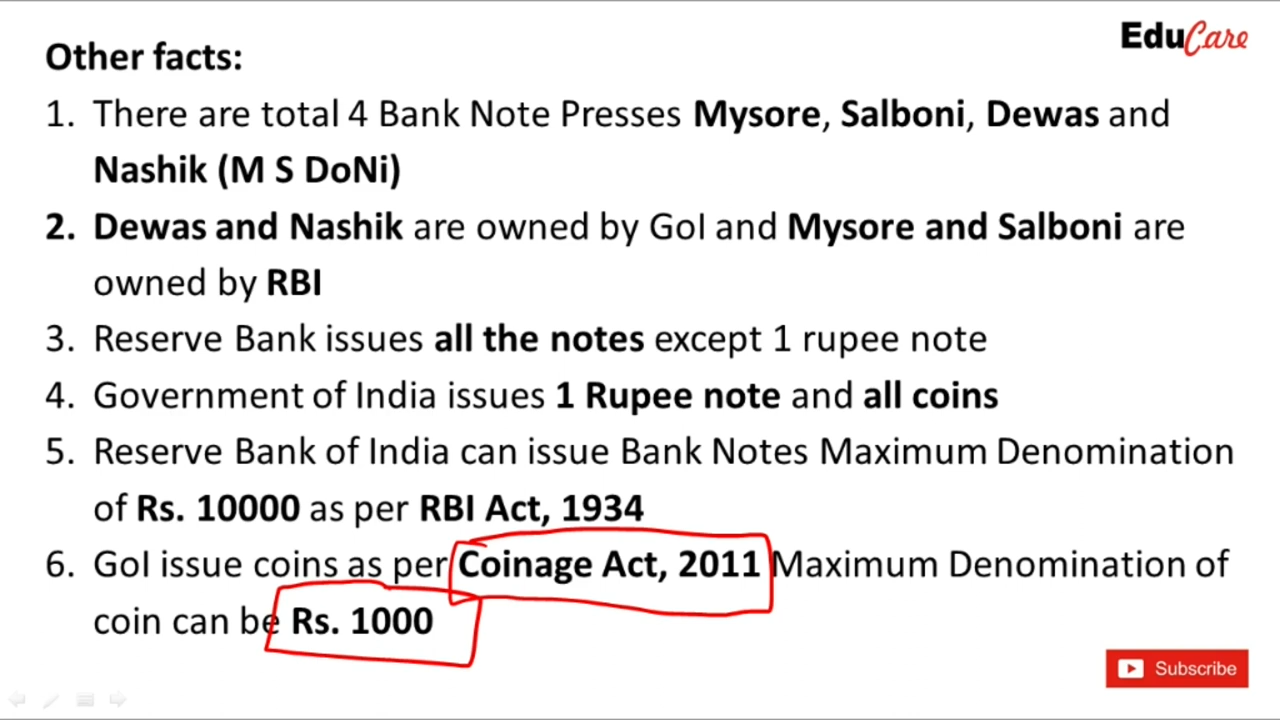 EduCare
Other facts:
1. There are total 4 Bank Note Presses Mysore, Salboni, Dewas and
Nashik (M S DoNi)
2. Dewas and Nashik are owned by GoI and Mysore and Salboni are
owned by RBI
3. Reserve Bank issues all the notes except 1 rupee note
4. Government of India issues 1 Rupee note and all coins
5. Reserve Bank of India can issue Bank Notes Maximum Denomination
of Rs. 10000 as per RBI Act, 1934
6. GoI issue coins as per Coinage Act, 2011 Maximum Denomination of
coin can be Rs. 1000
Subscribe